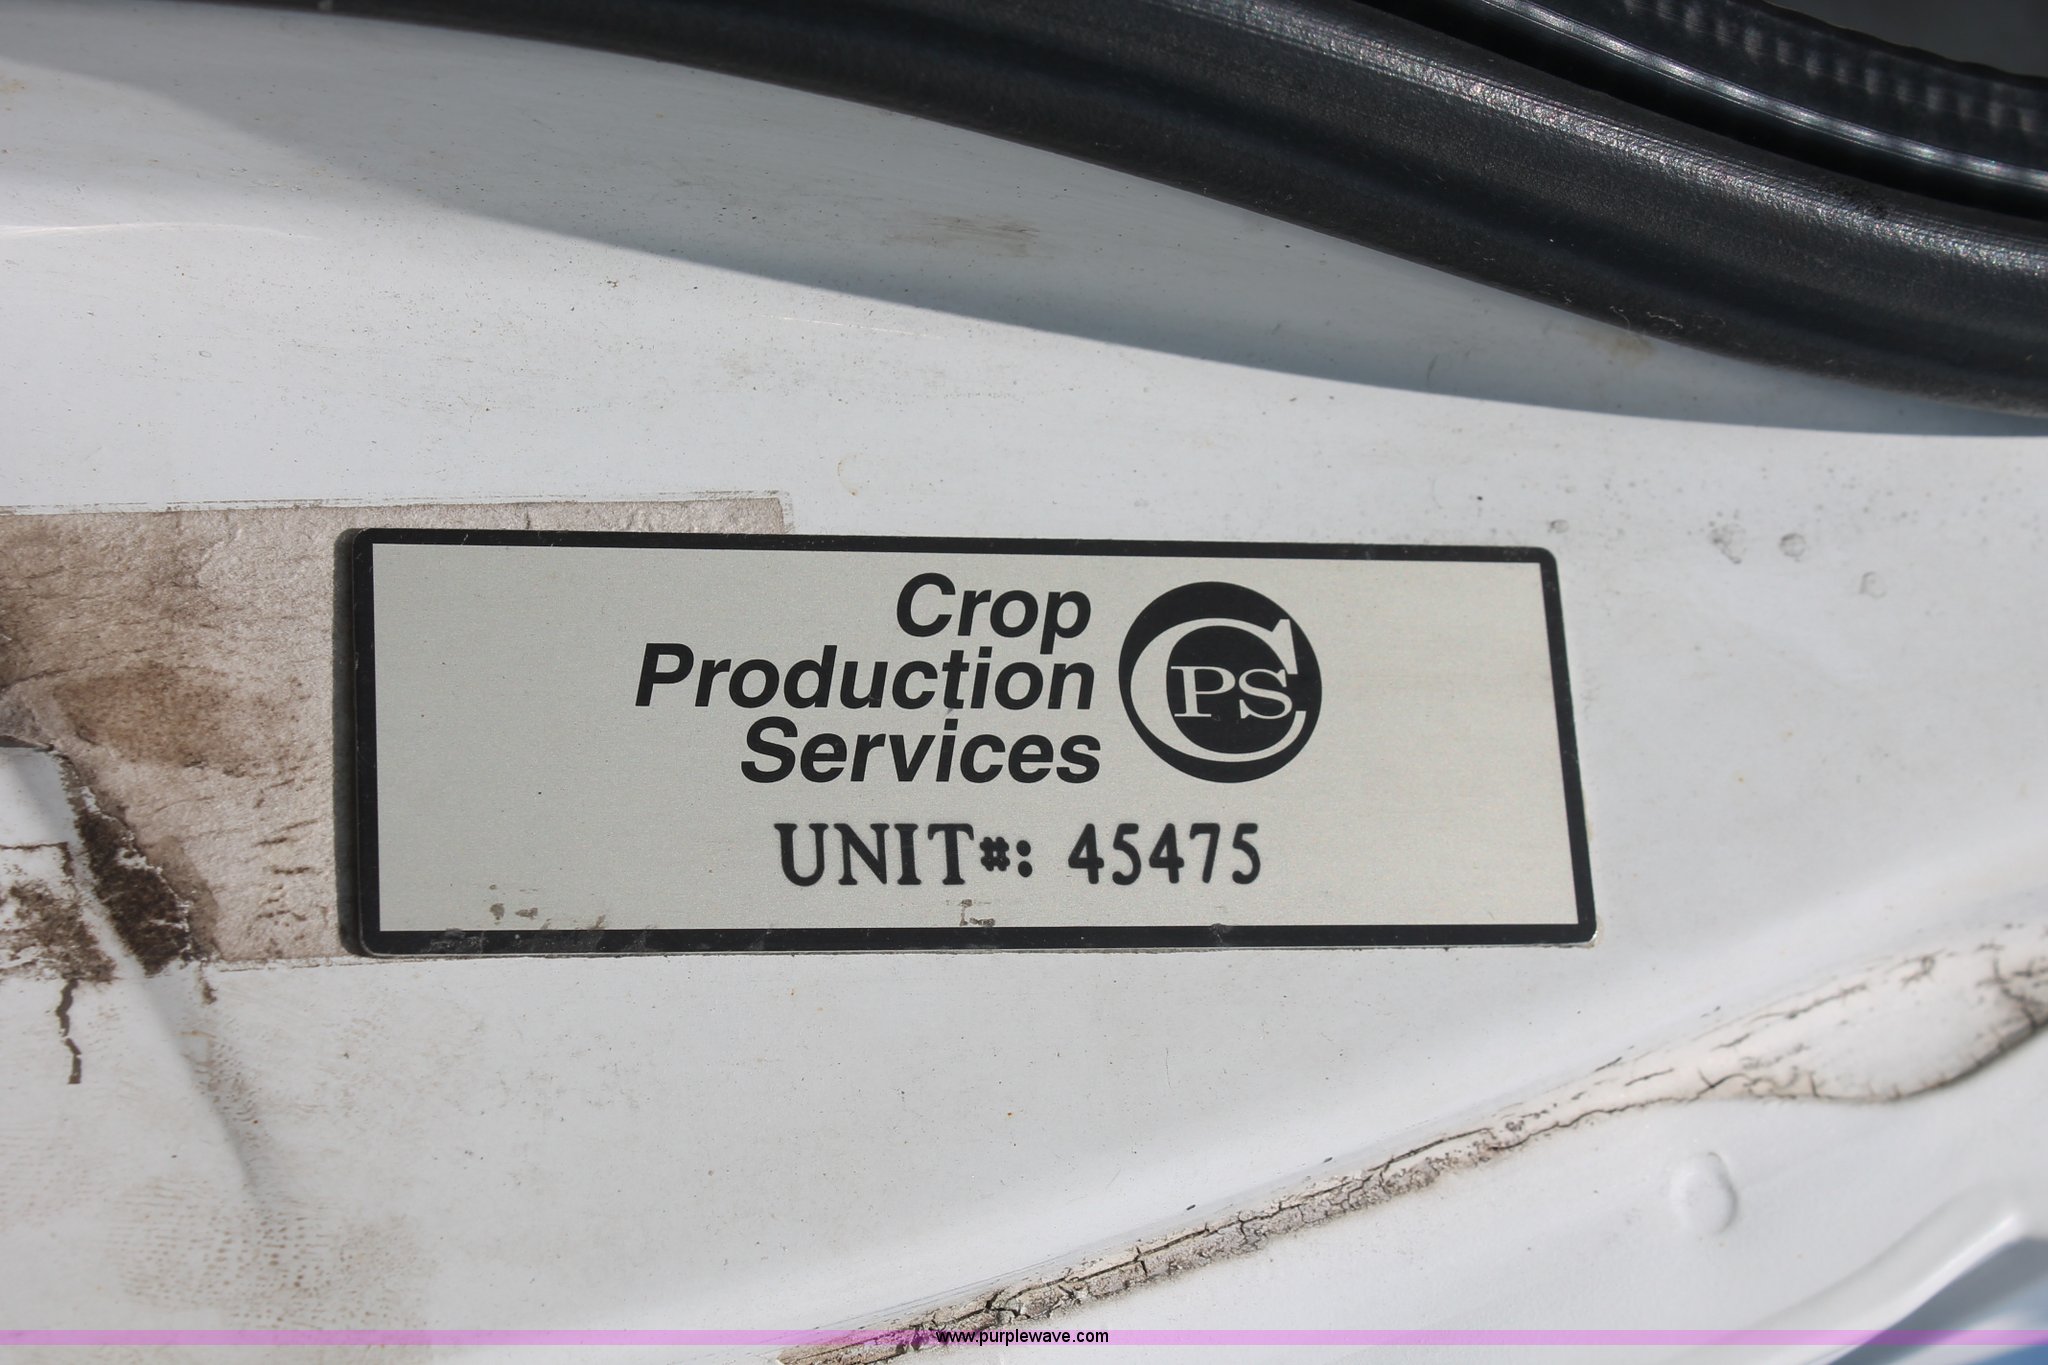 Crop
Production
Services
CPS
UNIT#: 45475
www.purplewave.com